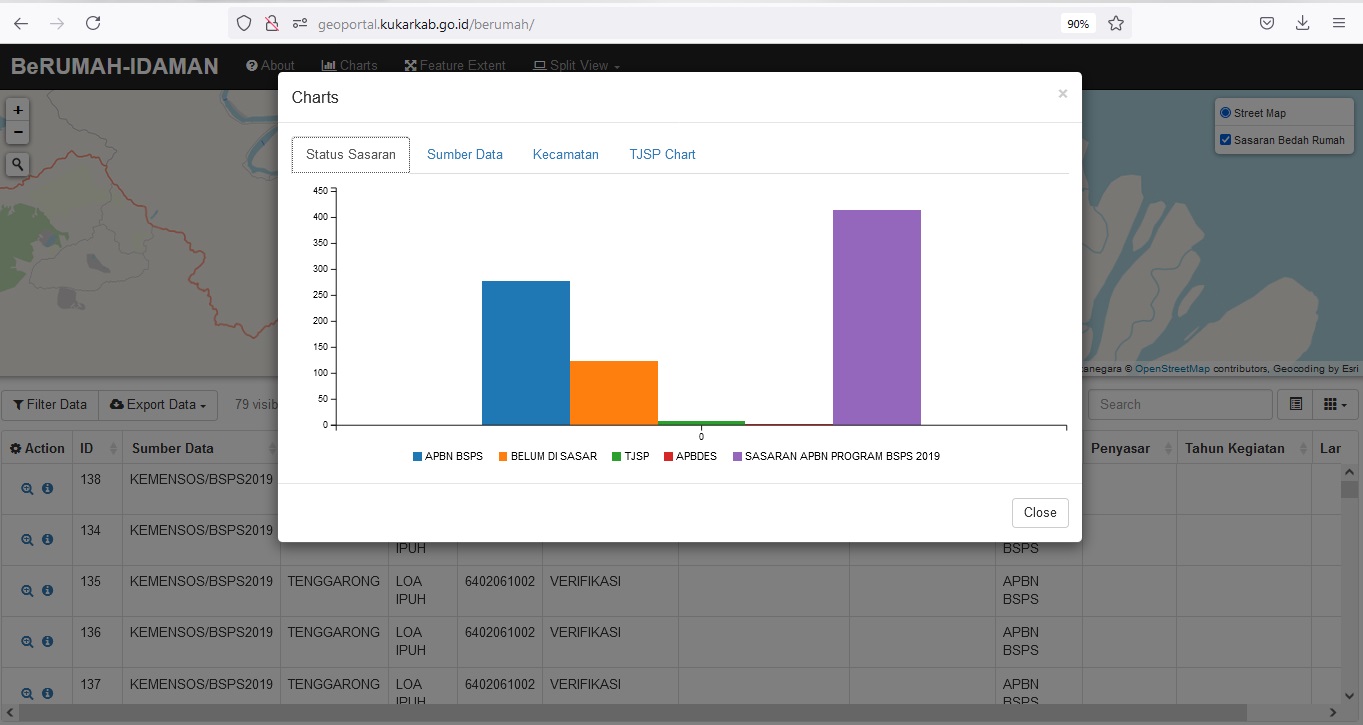 geoportal.kukarkab.go.id/berumah/
90%
BeRUMAH-IDAMAN
About
Charts
Feature Extent
Split View
Charts
×
+
−
Street Map
Sasaran Bedah Rumah
Status Sasaran
Sumber Data
Kecamatan
TJSP Chart
450
400
350
300
250
200
150
100
50
0
0
APBN BSPS
BELUM DI SASAR
TJSP
APBDES
SASARAN APBN PROGRAM BSPS 2019
anegara © OpenStreetMap contributors, Geocoding by Esri
Close
Filter Data
Export Data
79 visib
Search
Action
ID
Sumber Data
Penyasar
Tahun Kegiatan
Lar
138
KEMENSOS/BSPS2019
134
KEMENSOS/BSPS2019
IPUH
BSPS
135
KEMENSOS/BSPS2019
TENGGARONG
LOA
IPUH
6402061002
VERIFIKASI
APBN
BSPS
136
KEMENSOS/BSPS2019
TENGGARONG
LOA
IPUH
6402061002
VERIFIKASI
APBN
BSPS
137
KEMENSOS/BSPS2019
TENGGARONG
LOA
IPUH
6402061002
VERIFIKASI
APBN
BSPS